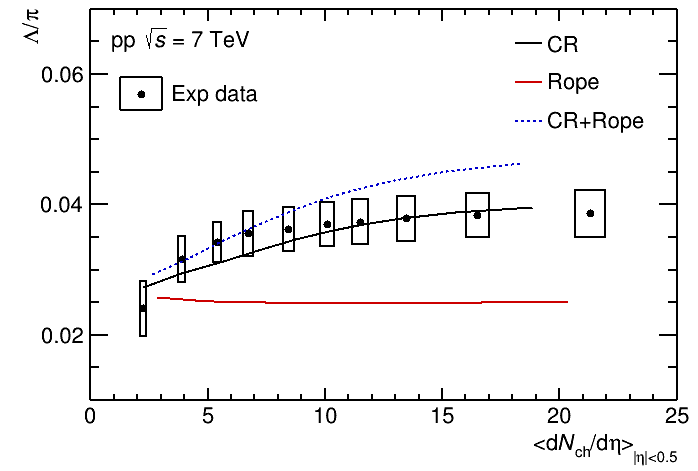 Λ/π
pp √s = 7 TeV
Exp data
CR
Rope
CR+Rope
0.06
0.04
0.02
0 5 10 15 20 25
<dN_ch/dη>_|η|<0.5